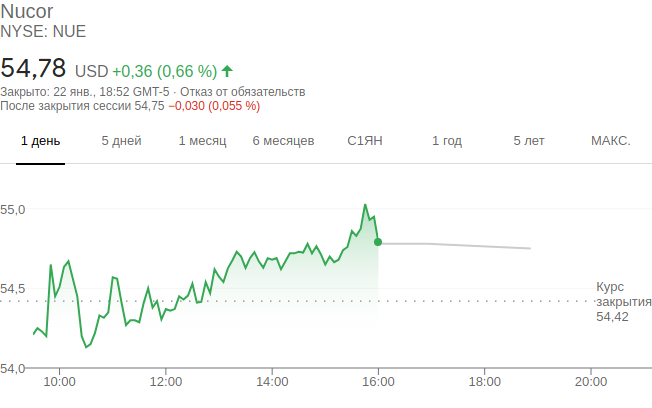 Nucor
NYSE: NUE
54,78 USD +0,36 (0,66 %)
Закрыто: 22 янв., 18:52 GMT-5 · Отказ от обязательств
После закрытия сессии 54,75 −0,030 (0,055 %)
1 день 5 дней 1 месяц 6 месяцев С1ЯН 1 год 5 лет МАКС.
55,0
54,5
Курс
закрытия
54,42
54,0
10:00 12:00 14:00 16:00 18:00 20:00